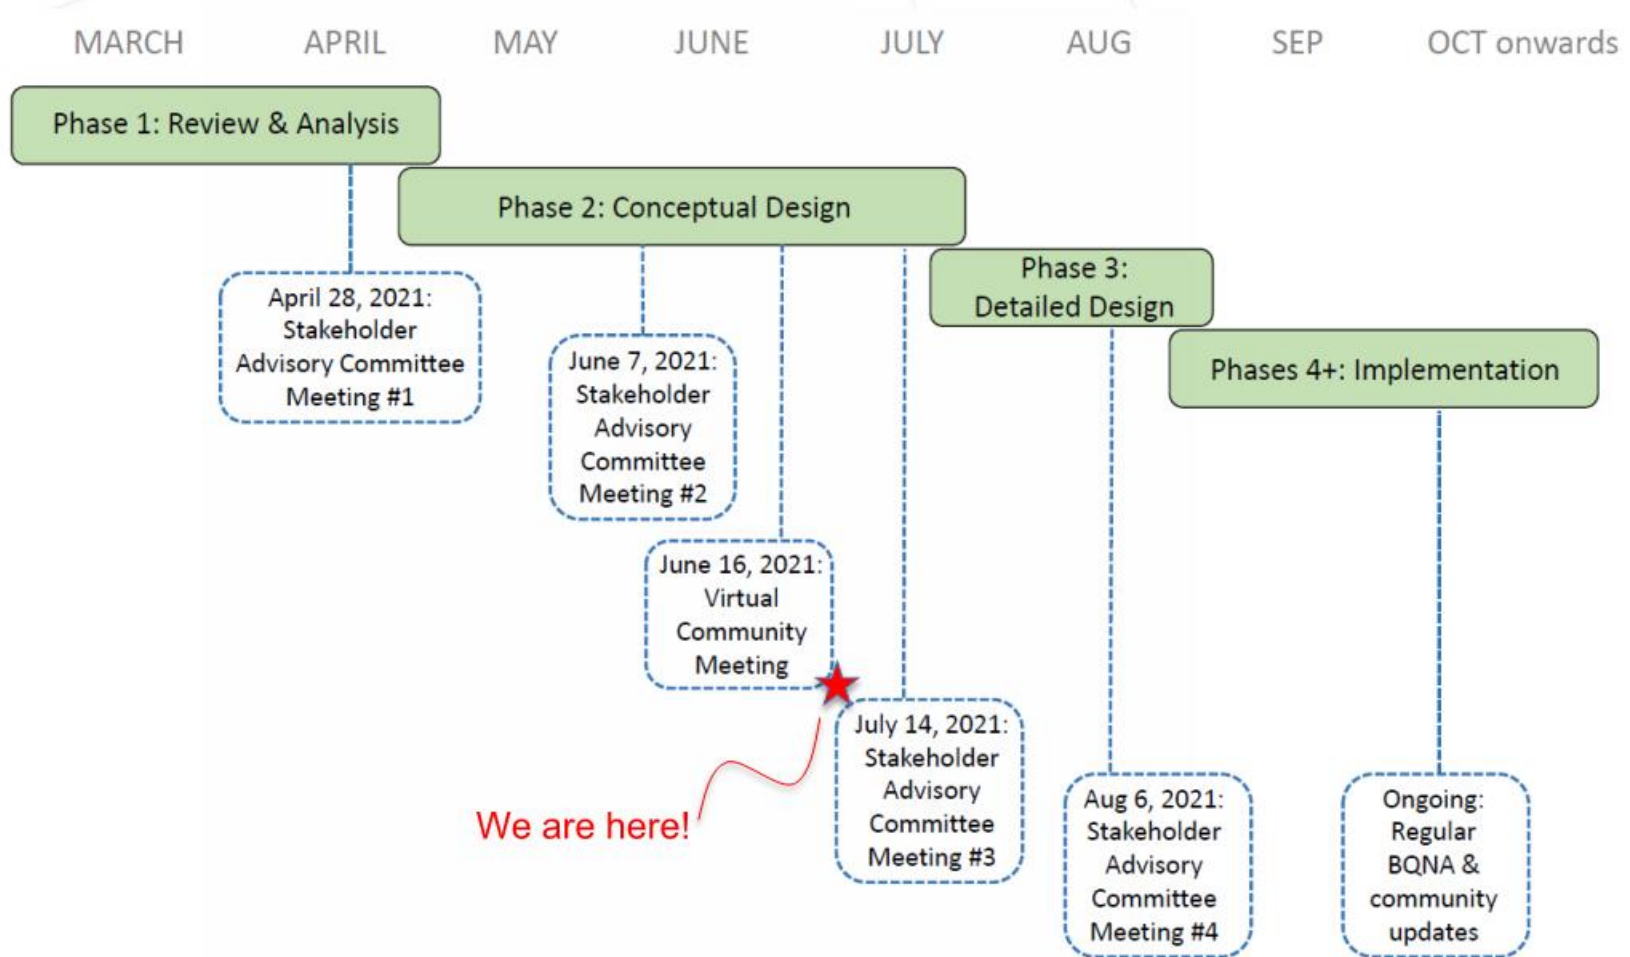 MARCH APRIL MAY JUNE JULY AUG SEP OCT onwards
Phase 1: Review & Analysis
Phase 2: Conceptual Design
Phase 3:
Detailed Design
Phases 4+: Implementation
April 28, 2021:
Stakeholder
Advisory Committee
Meeting #1
June 7, 2021:
Stakeholder
Advisory
Committee
Meeting #2
June 16, 2021:
Virtual
Community
Meeting
We are here!
July 14, 2021:
Stakeholder
Advisory
Committee
Meeting #3
Aug 6, 2021:
Stakeholder
Advisory
Committee
Meeting #4
Ongoing:
Regular
BQNA &
community
updates